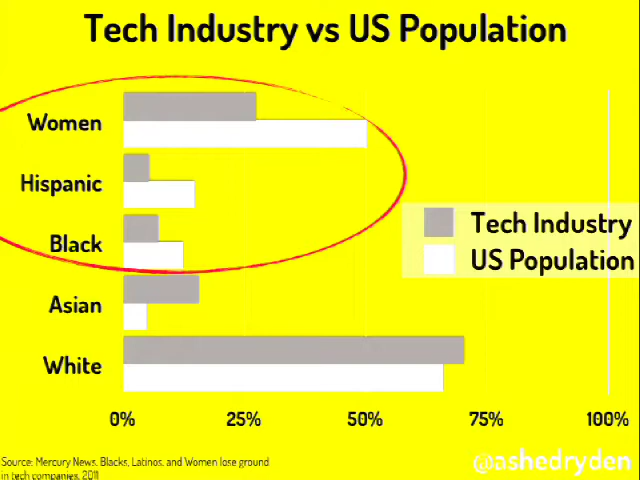 Tech Industry vs US Population
Women
Hispanic
Black
Asian
White
Tech Industry
US Population
0% 25% 50% 75% 100%
Source: Mercury News. Blacks, Latinos, and Women lose ground
in tech companies, 2011
@ashedryden